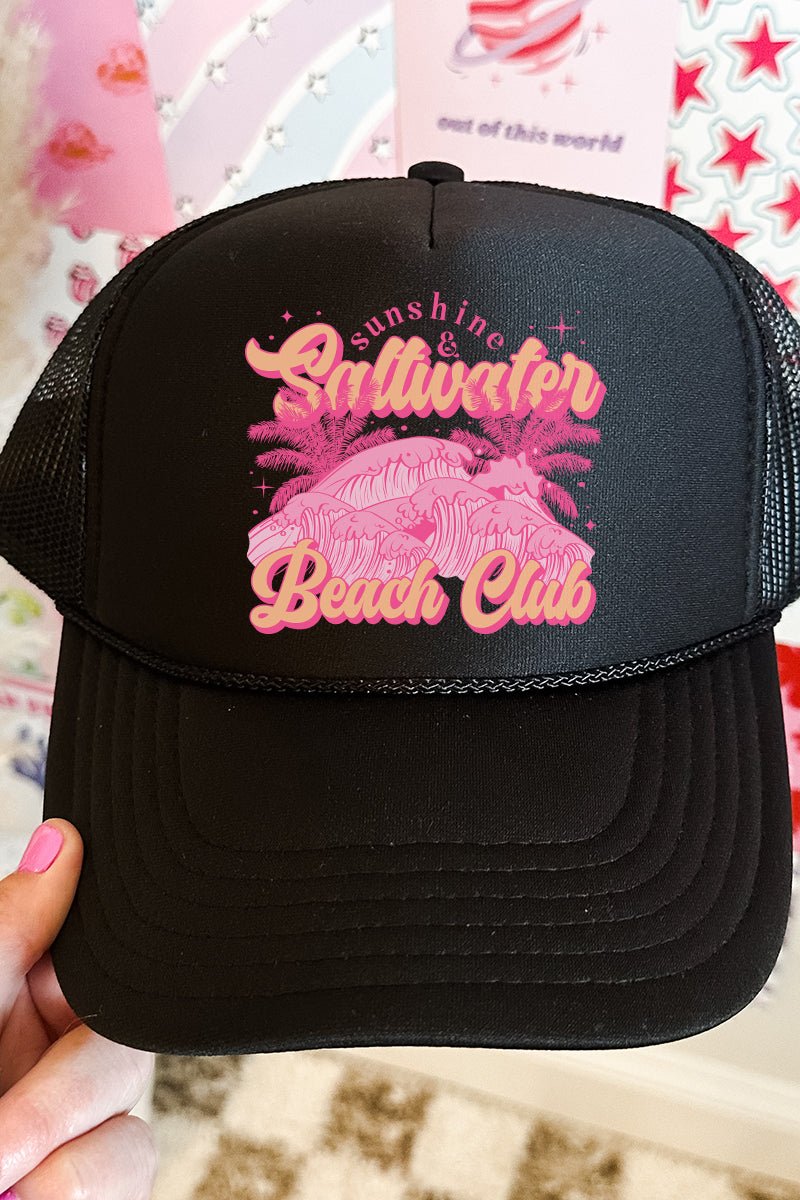 out of this world
sunshine
&
Saltwater
Beach Club